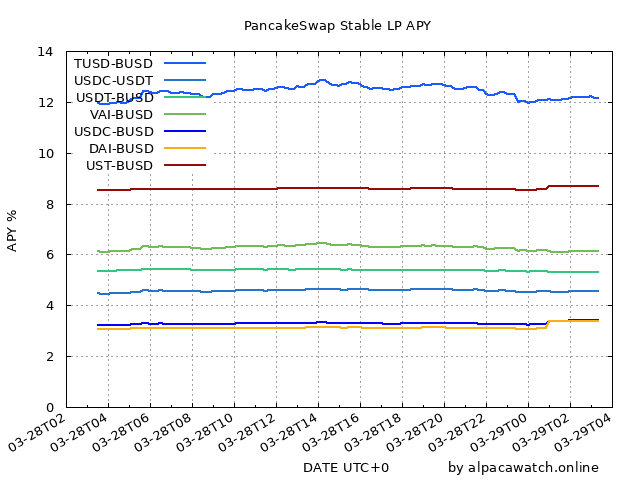 PancakeSwap Stable LP APY
14
12
10
8
6
4
2
0
APY %
TUSD-BUSD
USDC-USDT
USDT-BUSD
VAI-BUSD
USDC-BUSD
DAI-BUSD
UST-BUSD
03-28T02
03-28T04
03-28T06
03-28T08
03-28T10
03-28T12
03-28T14
03-28T16
03-28T18
03-28T20
03-28T22
03-29T00
03-29T02
03-29T04
DATE UTC+0
by alpacawatch.online